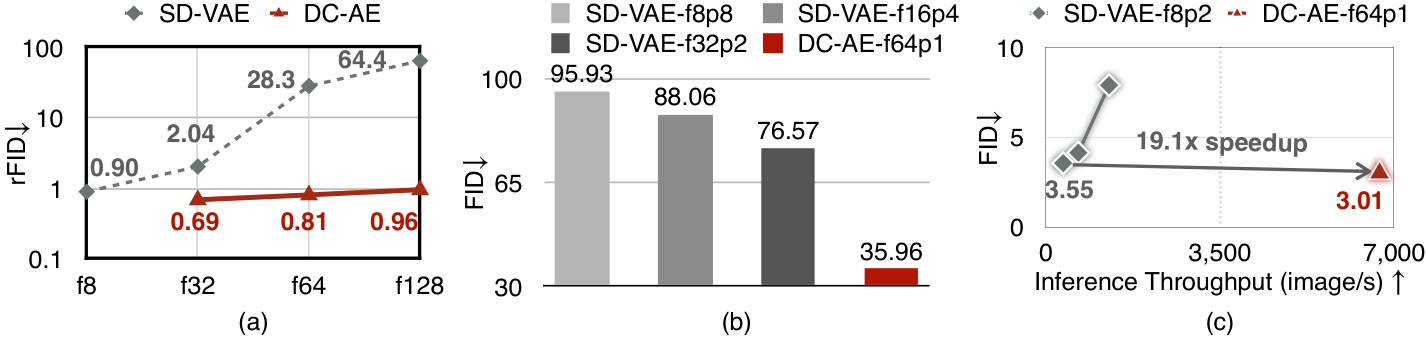 SD-VAE DC-AE
rFID↓
100
10
1
0.1
0.90
2.04
28.3
64.4
0.69
0.81
0.96
f8 f32 f64 f128
(a)
SD-VAE-f8p8 SD-VAE-f16p4
SD-VAE-f32p2 DC-AE-f64p1
FID↓
100
65
30
95.93
88.06
76.57
35.96
(b)
SD-VAE-f8p2 DC-AE-f64p1
FID↓
10
5
0
19.1x speedup
3.55
3.01
0 3,500 7,000
Inference Throughput (image/s) ↑
(c)